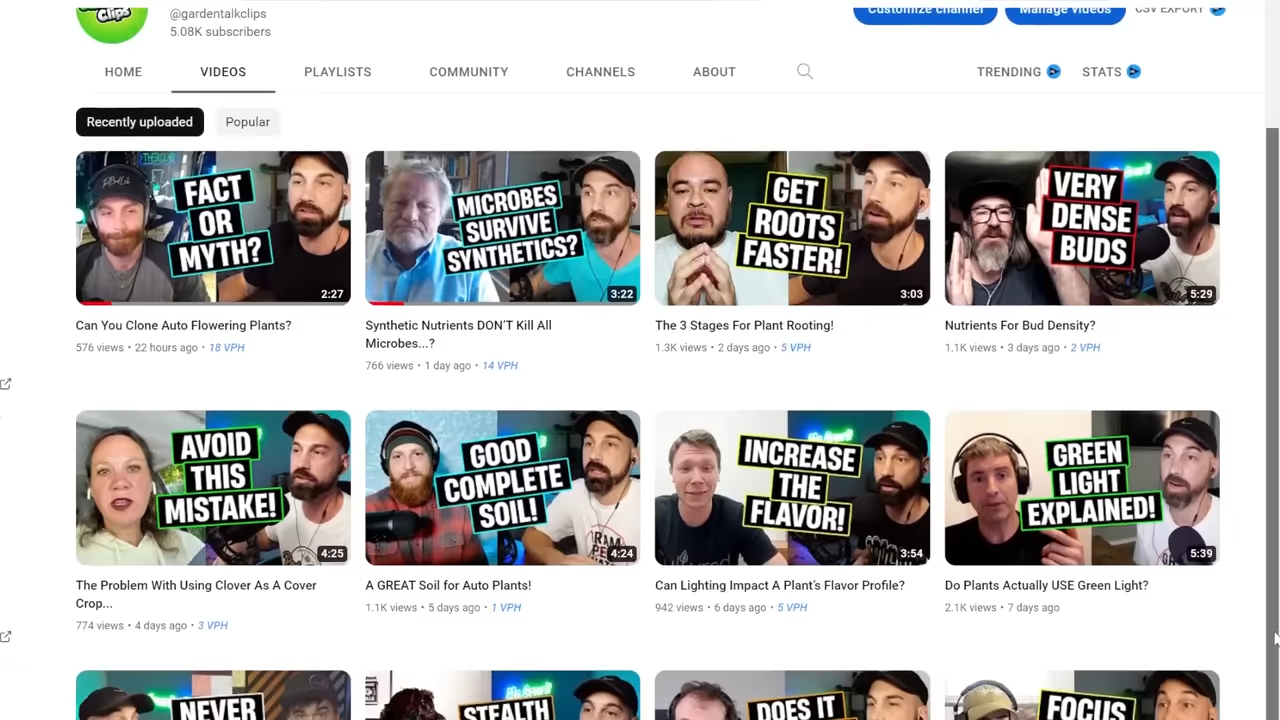 Clips
@gardentalkclips
5.08K subscribers
Customize channel
Manage videos
CSV EXPORT
HOME
VIDEOS
PLAYLISTS
COMMUNITY
CHANNELS
ABOUT
TRENDING
STATS
Recently uploaded
Popular
FACT
OR
MYTH?
2:27
MICROBES
SURVIVE
SYNTHETICS?
3:22
GET
ROOTS
FASTER!
3:03
VERY
DENSE
BUDS
5:29
Can You Clone Auto Flowering Plants?
576 views • 22 hours ago • 18 VPH
Synthetic Nutrients DON'T Kill All
Microbes...?
766 views • 1 day ago • 14 VPH
The 3 Stages For Plant Rooting!
1.3K views • 2 days ago • 5 VPH
Nutrients For Bud Density?
1.1K views • 3 days ago • 2 VPH
AVOID
THIS
MISTAKE!
4:25
GOOD
COMPLETE
SOIL!
4:24
INCREASE
THE
FLAVOR!
3:54
GREEN
LIGHT
EXPLAINED!
5:39
The Problem With Using Clover As A Cover
Crop...
774 views • 4 days ago • 3 VPH
A GREAT Soil for Auto Plants!
1.1K views • 5 days ago • 1 VPH
Can Lighting Impact A Plant's Flavor Profile?
942 views • 6 days ago • 5 VPH
Do Plants Actually USE Green Light?
2.1K views • 7 days ago
NEVER
STEALTH
DOES IT
FOCUS